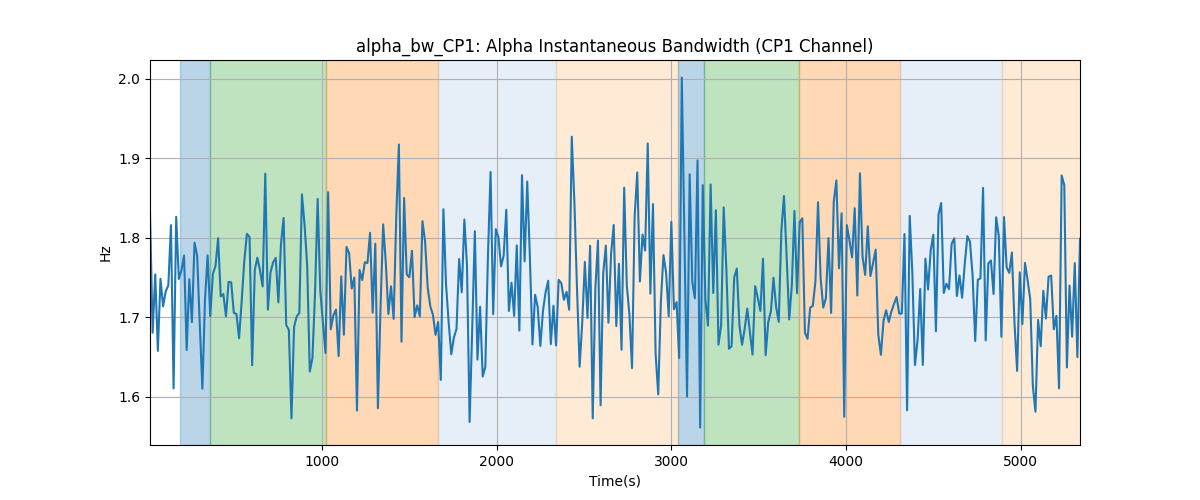 alpha_bw_CP1: Alpha Instantaneous Bandwidth (CP1 Channel)
2.0
1.9
1.8
1.7
1.6
Hz
1000 2000 3000 4000 5000
Time(s)